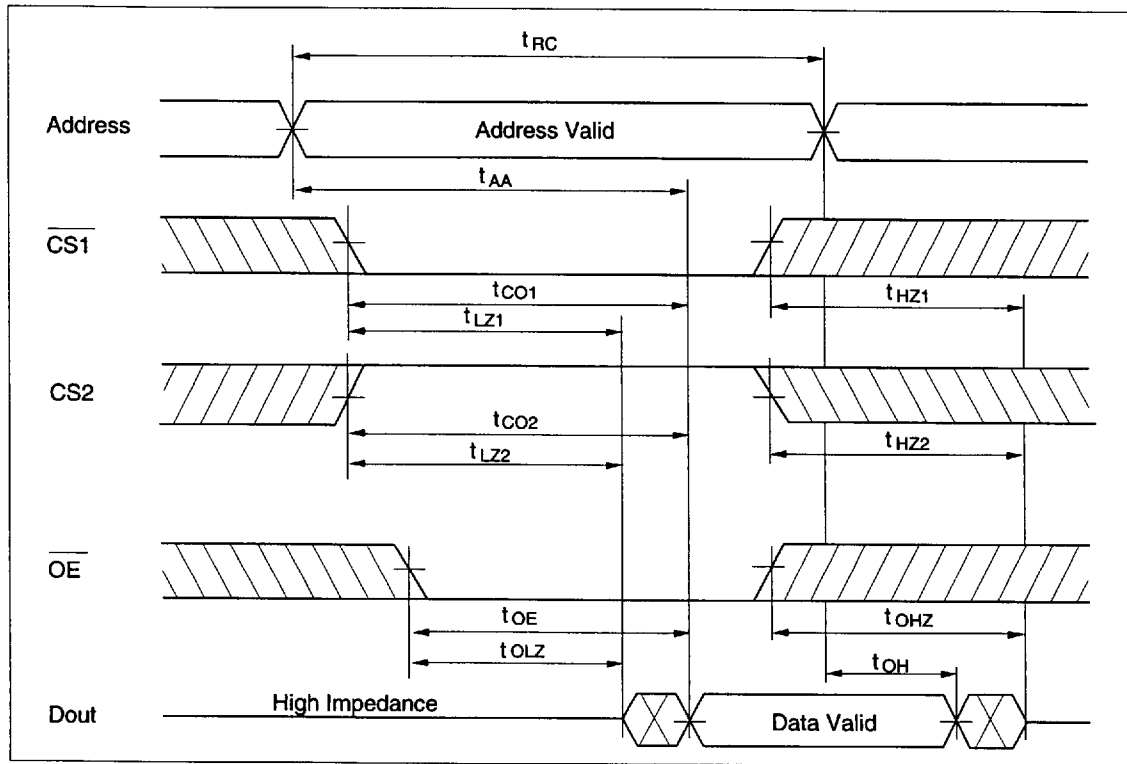 tRC
Address
Address Valid
tAA
CS1
tCO1
tHZ1
tLZ1
CS2
tCO2
tHZ2
tLZ2
OE
tOE
tOHZ
tOLZ
tOH
High Impedance
Dout
Data Valid